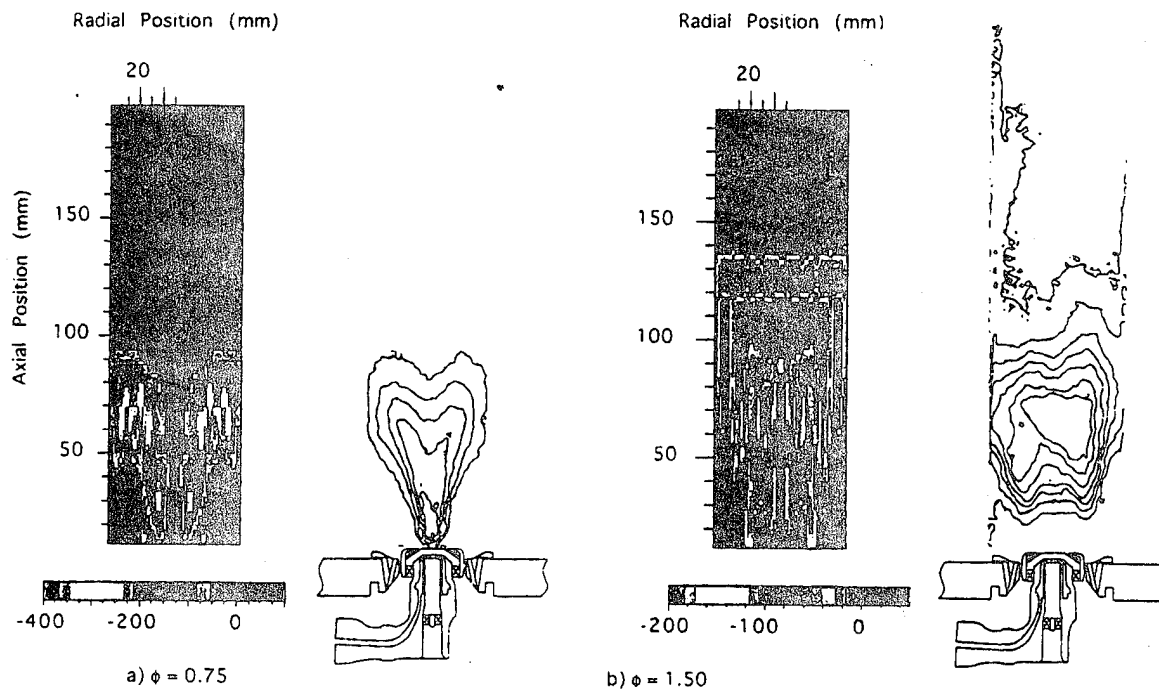 Radial Position (mm)
20
Axial Position (mm)
150
100
50
-400 -200 0
a) φ = 0.75
Radial Position (mm)
20
150
100
50
-200 -100 0
b) φ = 1.50